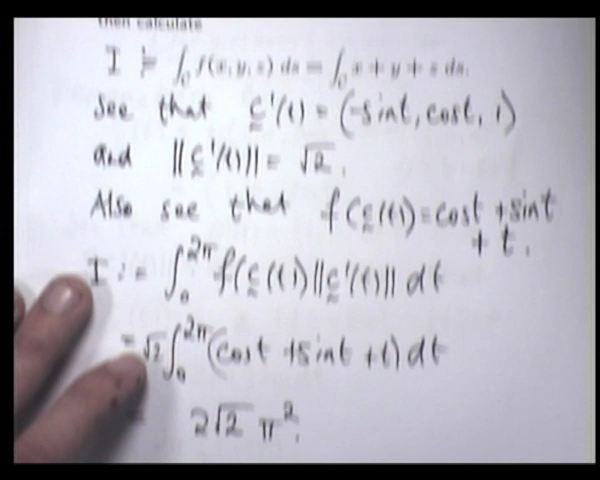 then calculate
I = ∫_C f(x, y, z) ds = ∫_C x + y + z ds.
See that c'(t) = (-sint, cost, 1)
and ||c'(t)|| = √2.
Also see that f(c(t)) = cost + sint
+ t.
I := ∫_0^{2π} f(c(t)) ||c'(t)|| dt
= √2 ∫_0^{2π} (cost + sint + t) dt
= 2√2 π².